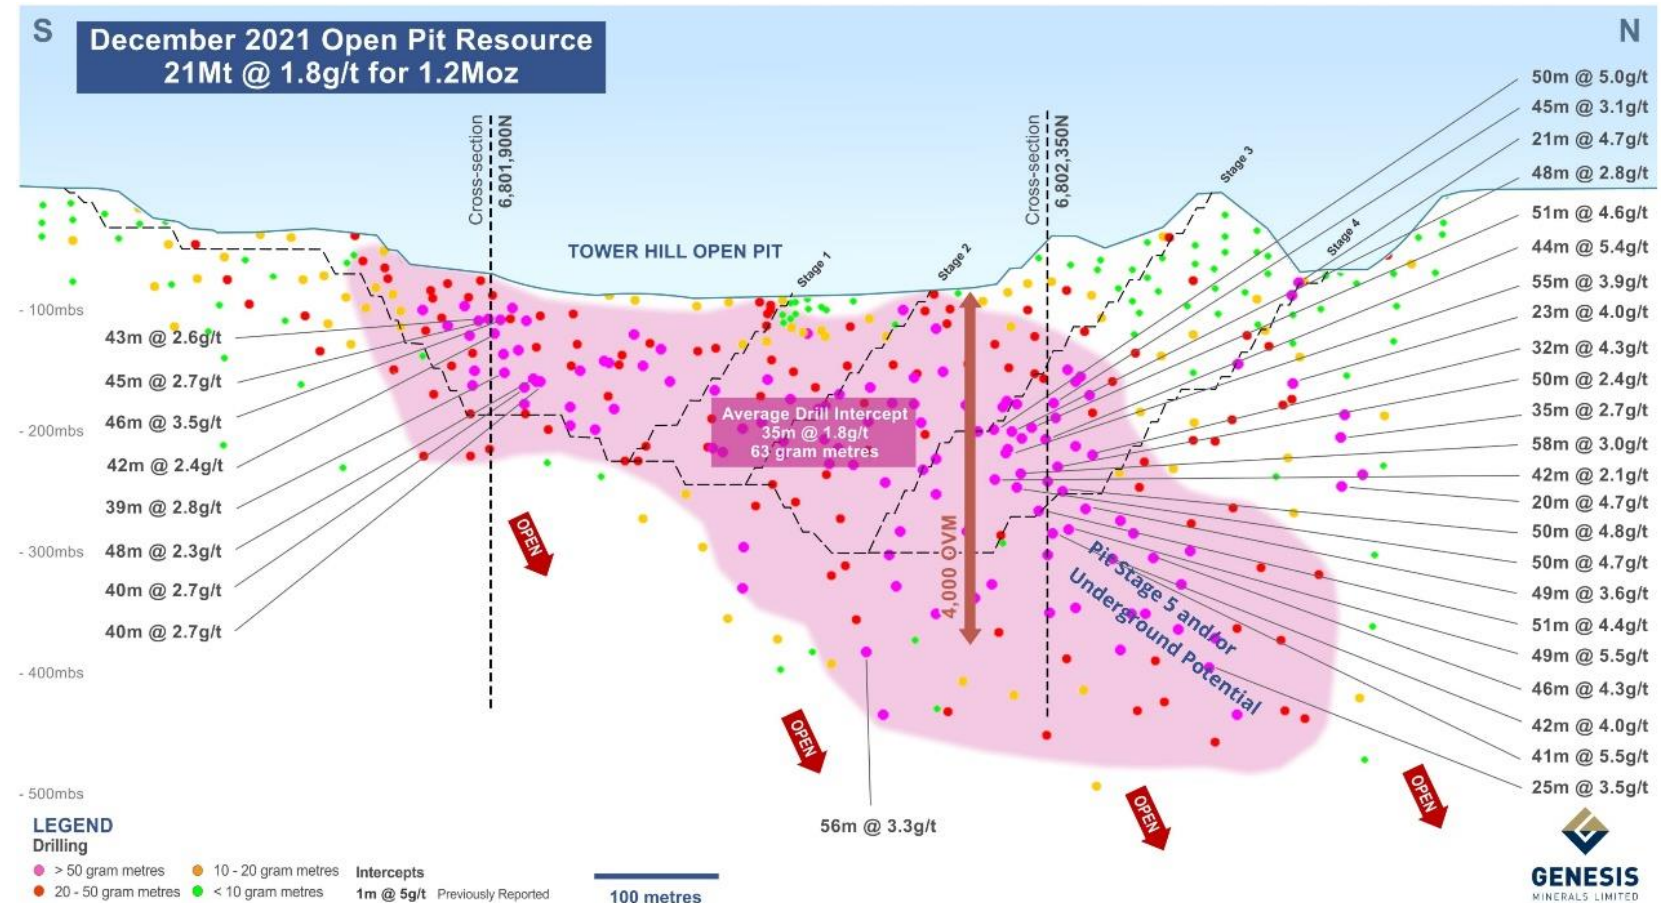 S
N
December 2021 Open Pit Resource
21Mt @ 1.8g/t for 1.2Moz
Cross-section
6,801,900N
Cross-section
6,802,350N
TOWER HILL OPEN PIT
Stage 1
Stage 2
Stage 3
Stage 4
- 100mbs
- 200mbs
- 300mbs
- 400mbs
- 500mbs
43m @ 2.6g/t
45m @ 2.7g/t
46m @ 3.5g/t
42m @ 2.4g/t
39m @ 2.8g/t
48m @ 2.3g/t
40m @ 2.7g/t
40m @ 2.7g/t
Average Drill Intercept
35m @ 1.8g/t
63 gram metres
4,000 OVM
Pit Stage 5 and/or
Underground Potential
OPEN
OPEN
OPEN
OPEN
56m @ 3.3g/t
50m @ 5.0g/t
45m @ 3.1g/t
21m @ 4.7g/t
48m @ 2.8g/t
51m @ 4.6g/t
44m @ 5.4g/t
55m @ 3.9g/t
23m @ 4.0g/t
32m @ 4.3g/t
50m @ 2.4g/t
35m @ 2.7g/t
58m @ 3.0g/t
42m @ 2.1g/t
20m @ 4.7g/t
50m @ 4.8g/t
50m @ 4.7g/t
49m @ 3.6g/t
51m @ 4.4g/t
49m @ 5.5g/t
46m @ 4.3g/t
42m @ 4.0g/t
41m @ 5.5g/t
25m @ 3.5g/t
LEGEND
Drilling
> 50 gram metres
10 - 20 gram metres
20 - 50 gram metres
< 10 gram metres
Intercepts
1m @ 5g/t Previously Reported
100 metres
GENESIS
MINERALS LIMITED